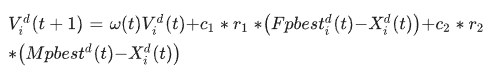 V_i^d(t+1) = ω(t)V_i^d(t)+c_1 * r_1 *(Fpbest_i^d(t)−X_i^d(t))+c_2 * r_2
*(Mpbest^d(t)−X_i^d(t))